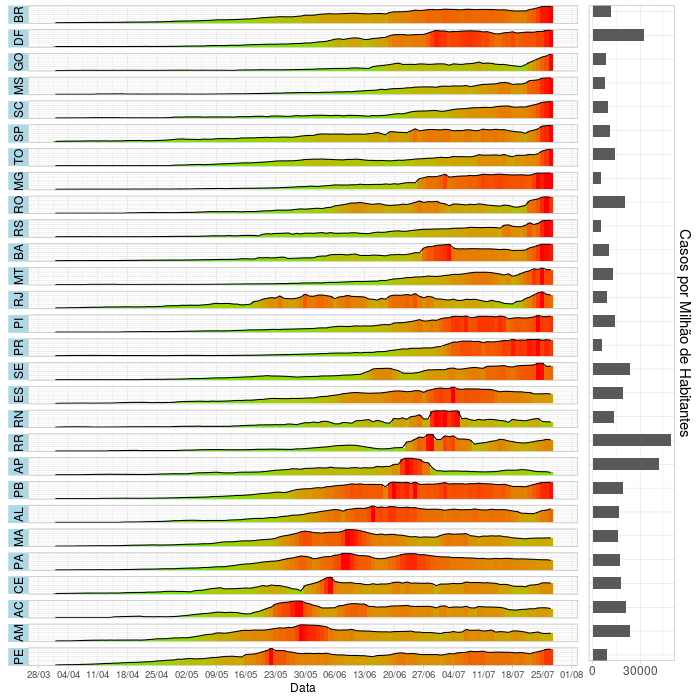 BR
DF
GO
MS
SC
SP
TO
MG
RO
RS
BA
MT
RJ
PI
PR
SE
ES
RN
RR
AP
PB
AL
MA
PA
CE
AC
AM
PE
28/03 04/04 11/04 18/04 25/04 02/05 09/05 16/05 23/05 30/05 06/06 13/06 20/06 27/06 04/07 11/07 18/07 25/07 01/08
Data
0 30000
Casos por Milhão de Habitantes